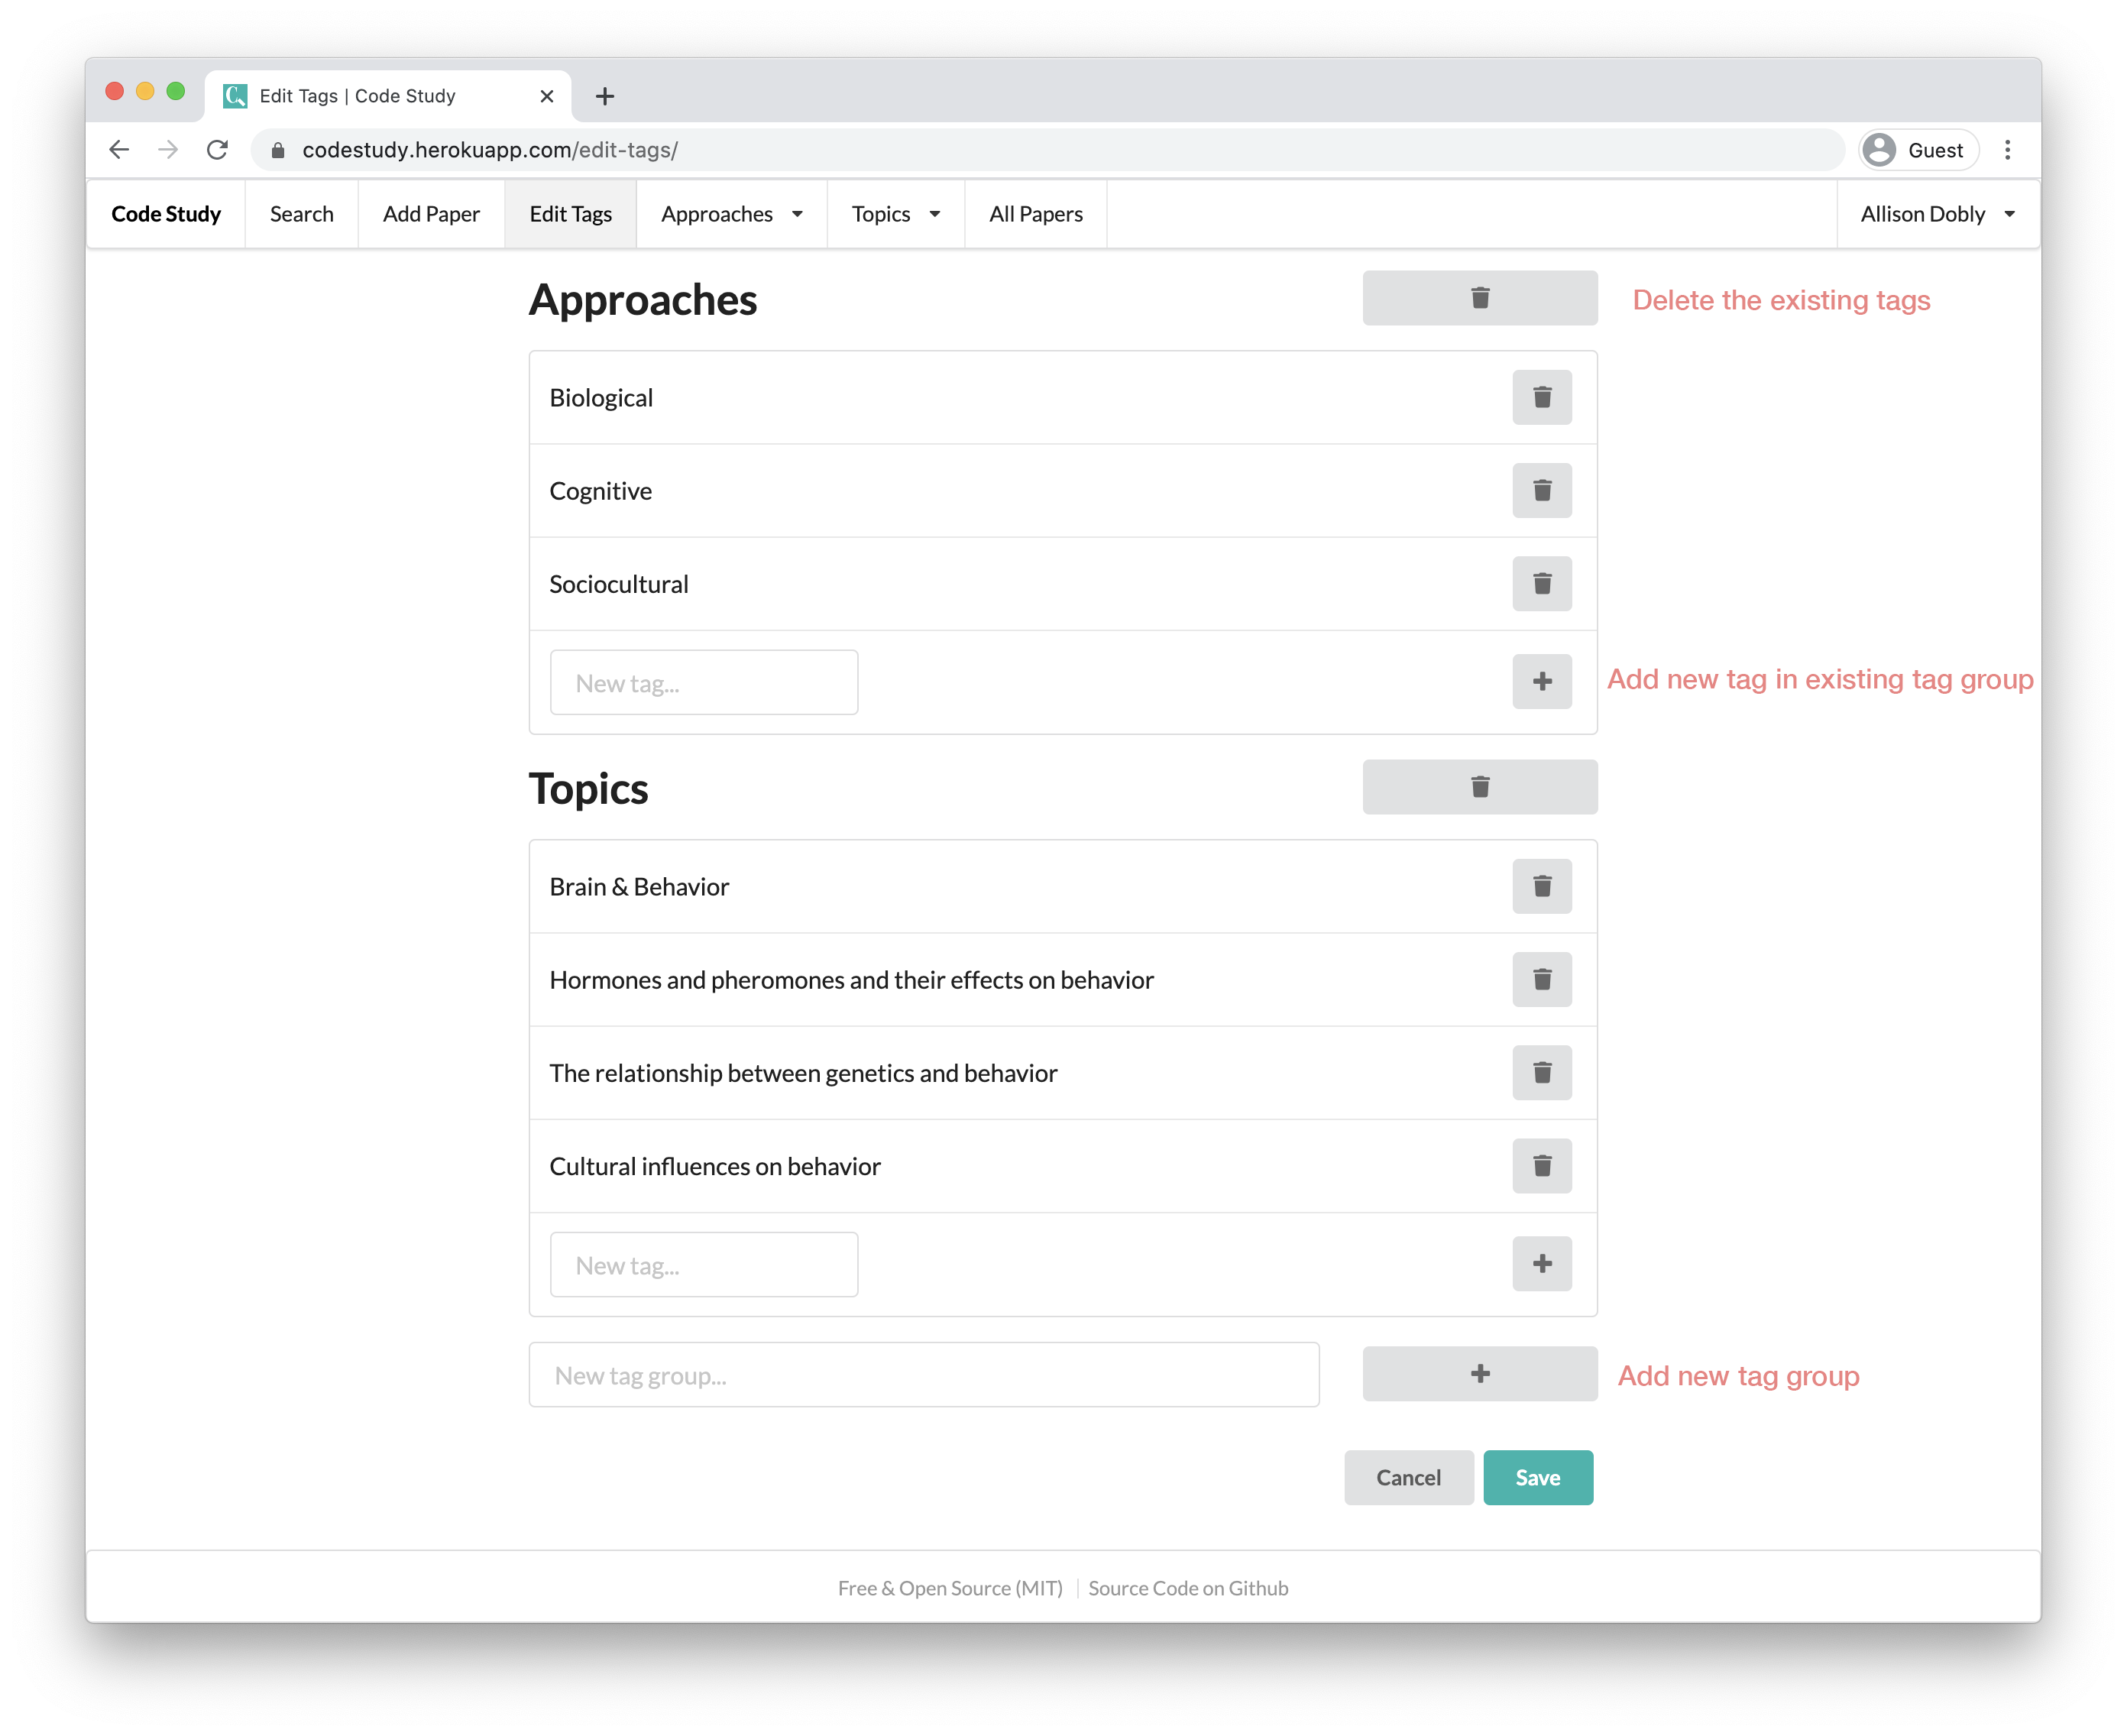 Edit Tags | Code Study
codestudy.herokuapp.com/edit-tags/
Guest
Code Study
Search
Add Paper
Edit Tags
Approaches
Topics
All Papers
Allison Dobly
Approaches
Delete the existing tags
Biological
Cognitive
Sociocultural
New tag...
Add new tag in existing tag group
Topics
Brain & Behavior
Hormones and pheromones and their effects on behavior
The relationship between genetics and behavior
Cultural influences on behavior
New tag...
New tag group...
Add new tag group
Cancel
Save
Free & Open Source (MIT)
Source Code on Github